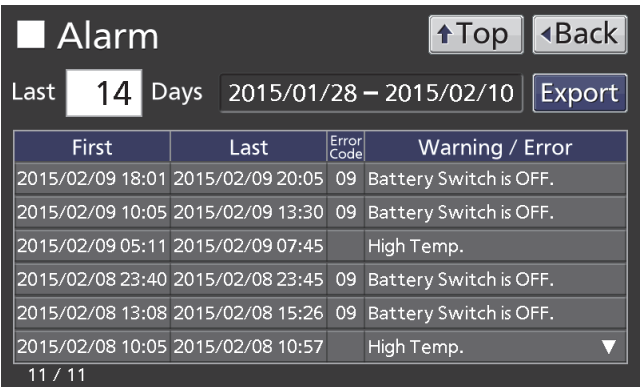 Alarm
↑Top
◂Back
Last 14 Days 2015/01/28 – 2015/02/10 Export
First Last Error Code Warning / Error
2015/02/09 18:01 2015/02/09 20:05 09 Battery Switch is OFF.
2015/02/09 10:05 2015/02/09 13:30 09 Battery Switch is OFF.
2015/02/09 05:11 2015/02/09 07:45 High Temp.
2015/02/08 23:40 2015/02/08 23:45 09 Battery Switch is OFF.
2015/02/08 13:08 2015/02/08 15:26 09 Battery Switch is OFF.
2015/02/08 10:05 2015/02/08 10:57 High Temp. ▼
11 / 11